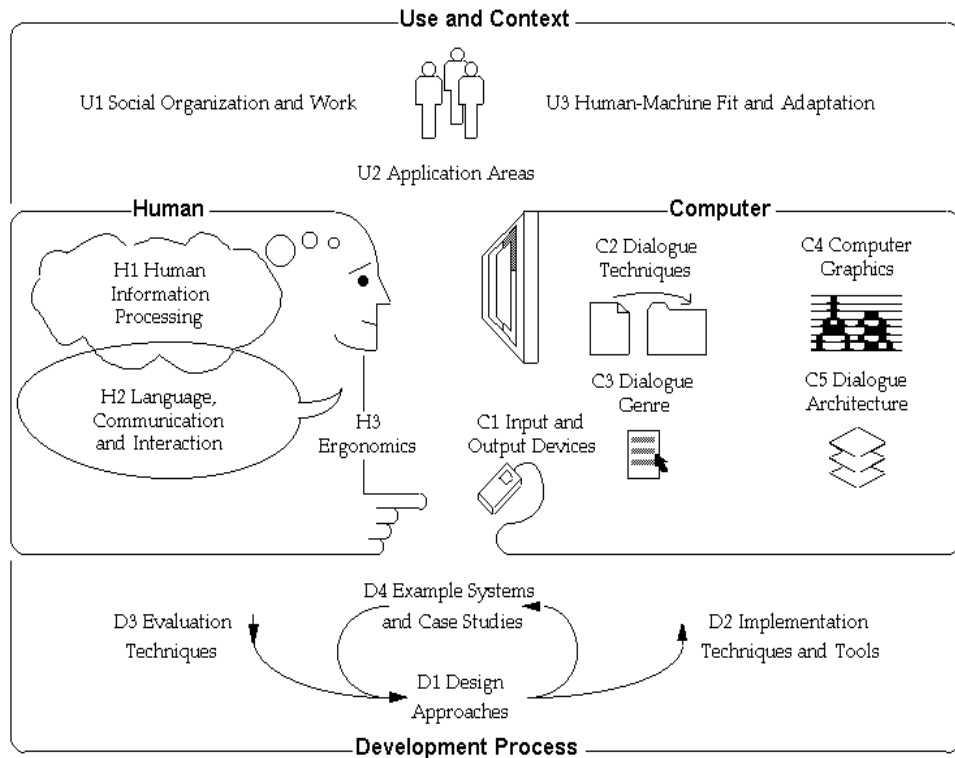 Use and Context
U1 Social Organization and Work
U3 Human-Machine Fit and Adaptation
U2 Application Areas
Human
H1 Human
Information
Processing
H2 Language,
Communication
and Interaction
H3
Ergonomics
Computer
C2 Dialogue
Techniques
C4 Computer
Graphics
C3 Dialogue
Genre
C5 Dialogue
Architecture
C1 Input and
Output Devices
D4 Example Systems
and Case Studies
D3 Evaluation
Techniques
D2 Implementation
Techniques and Tools
D1 Design
Approaches
Development Process